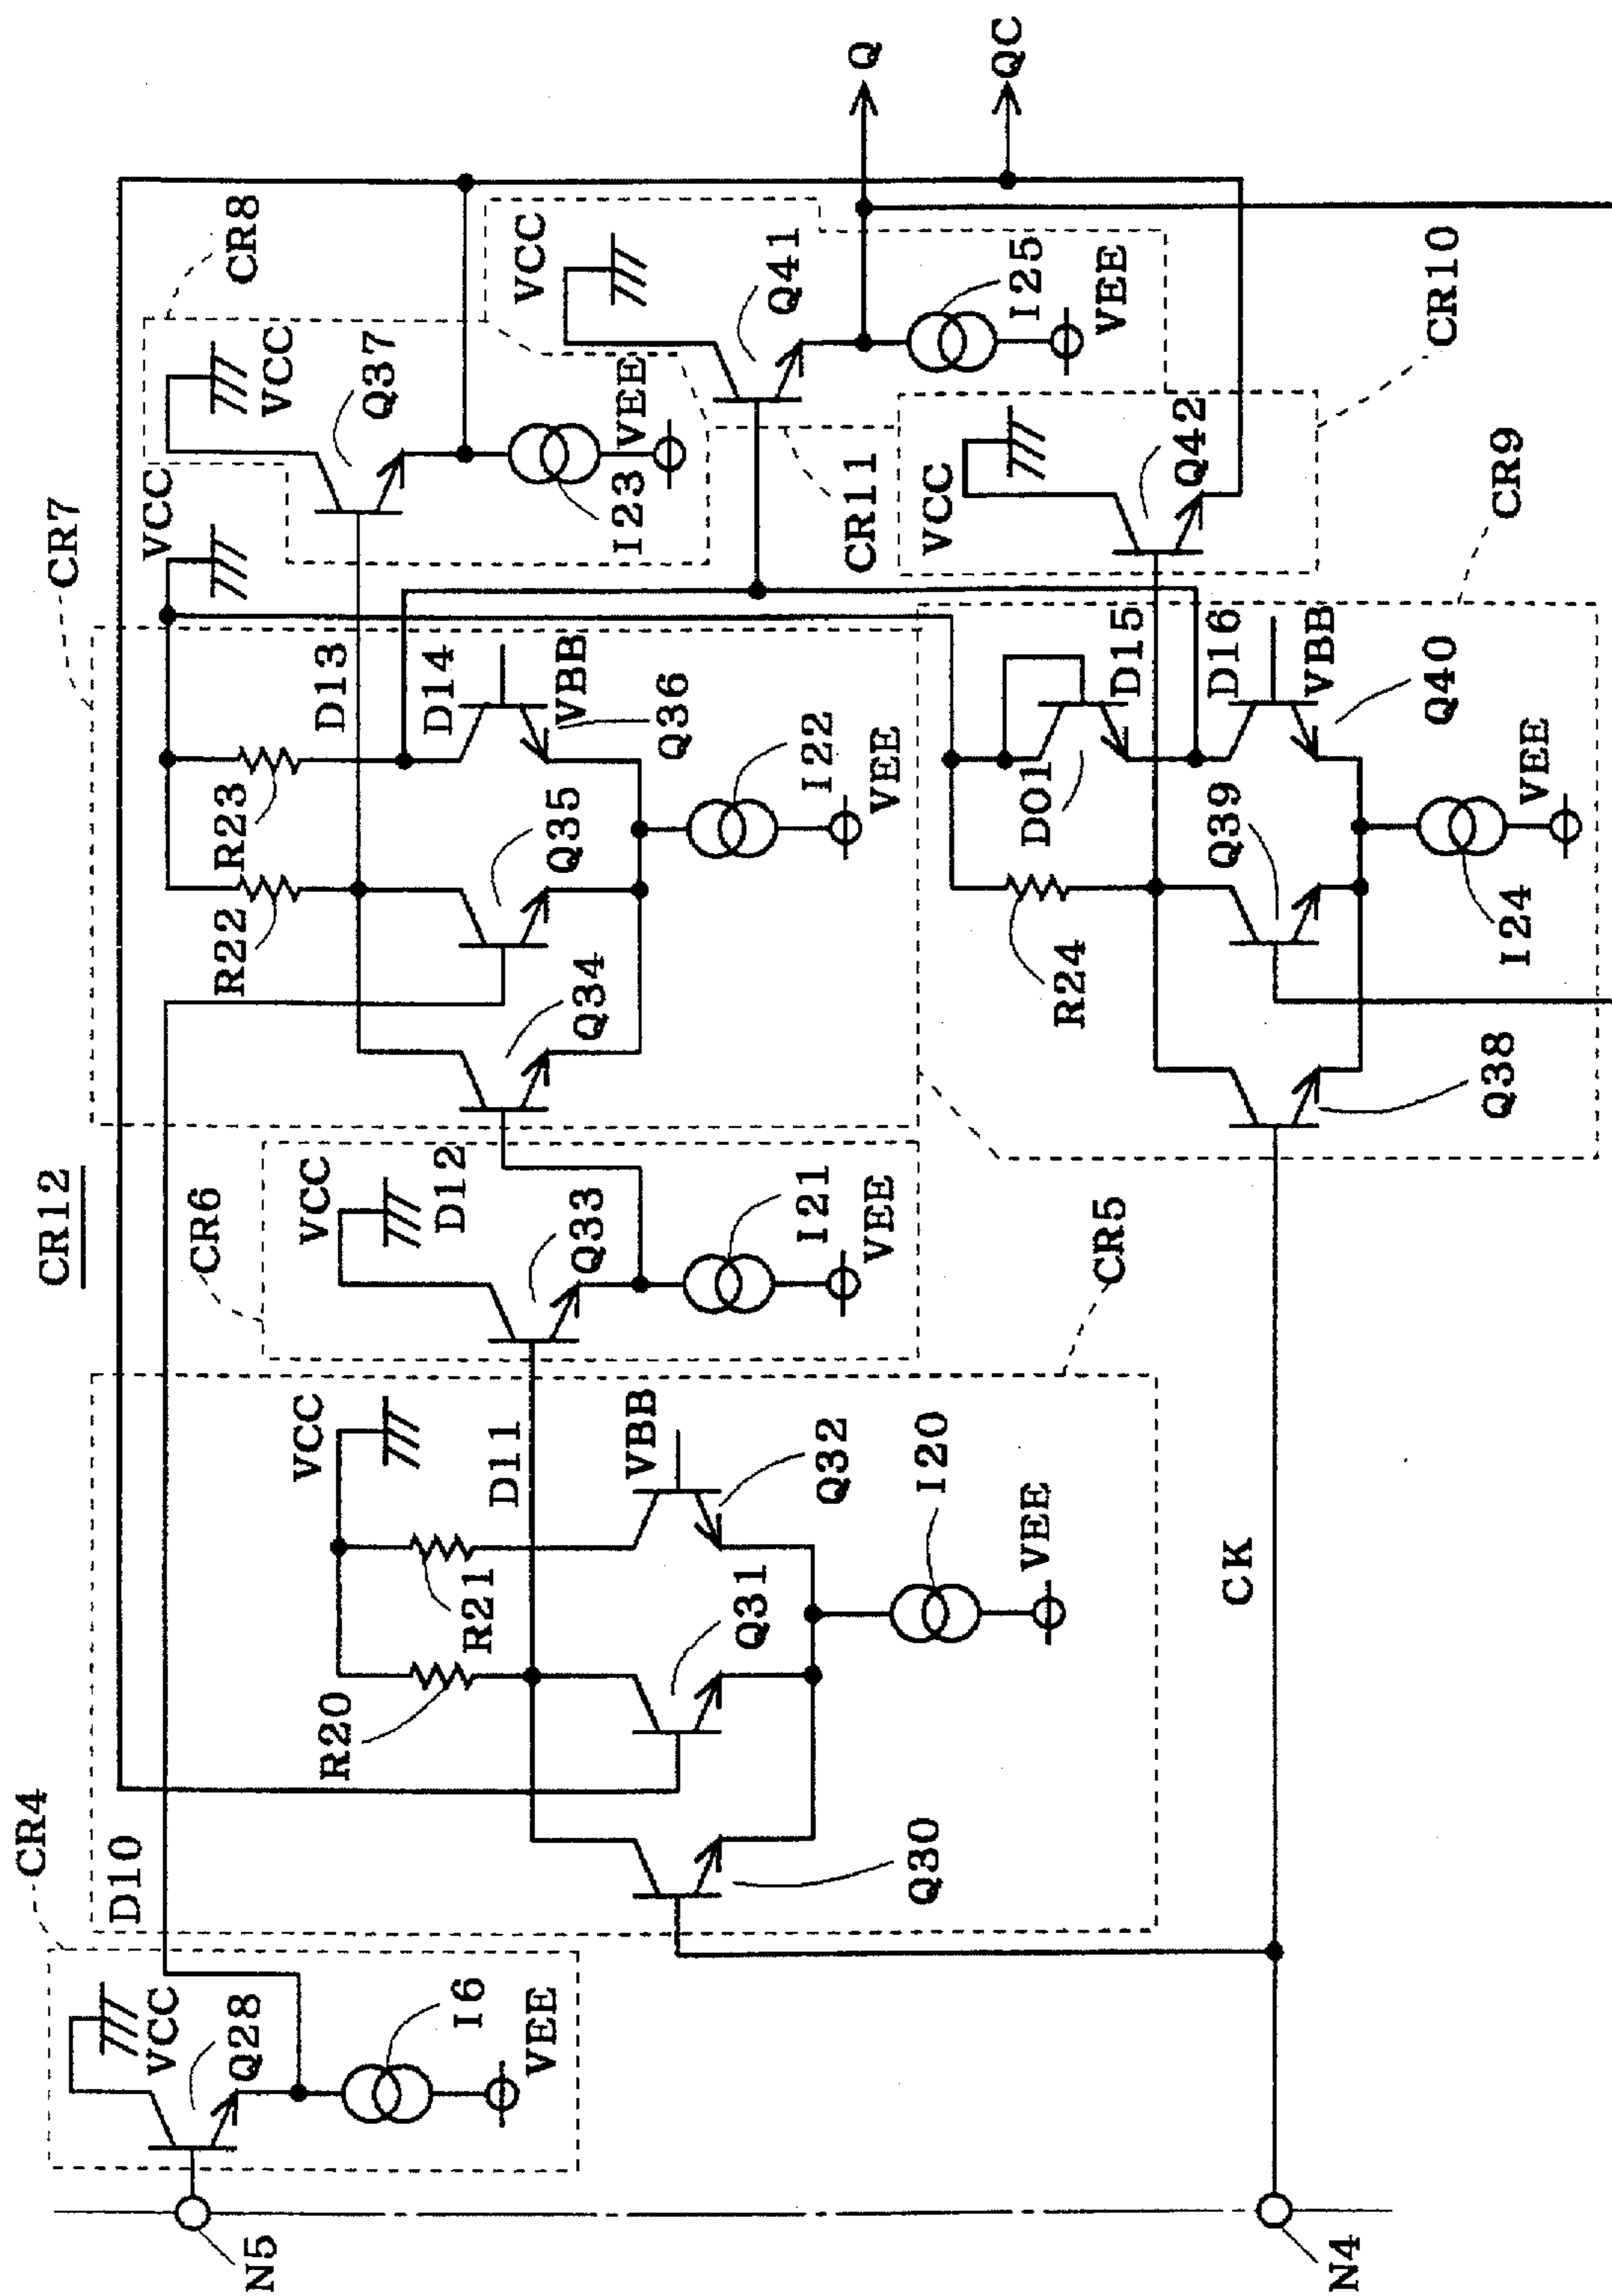 CR12
CR4
VCC
Q28
I6
VEE
N5
D10
CR5
R20
R21
VCC
D11
VBB
Q30
Q31
Q32
I20
VEE
CR6
VCC
D12
Q33
I21
VEE
CR7
VCC
R22
R23
D13
D14
Q34
Q35
Q36
VBB
I22
VEE
CR8
VCC
Q37
I23
VEE
CR11
VCC
Q41
I25
VEE
Q
QC
CR10
VCC
Q42
CR9
R24
DO1
D15
D16
Q38
Q39
Q40
VBB
I24
VEE
CK
N4